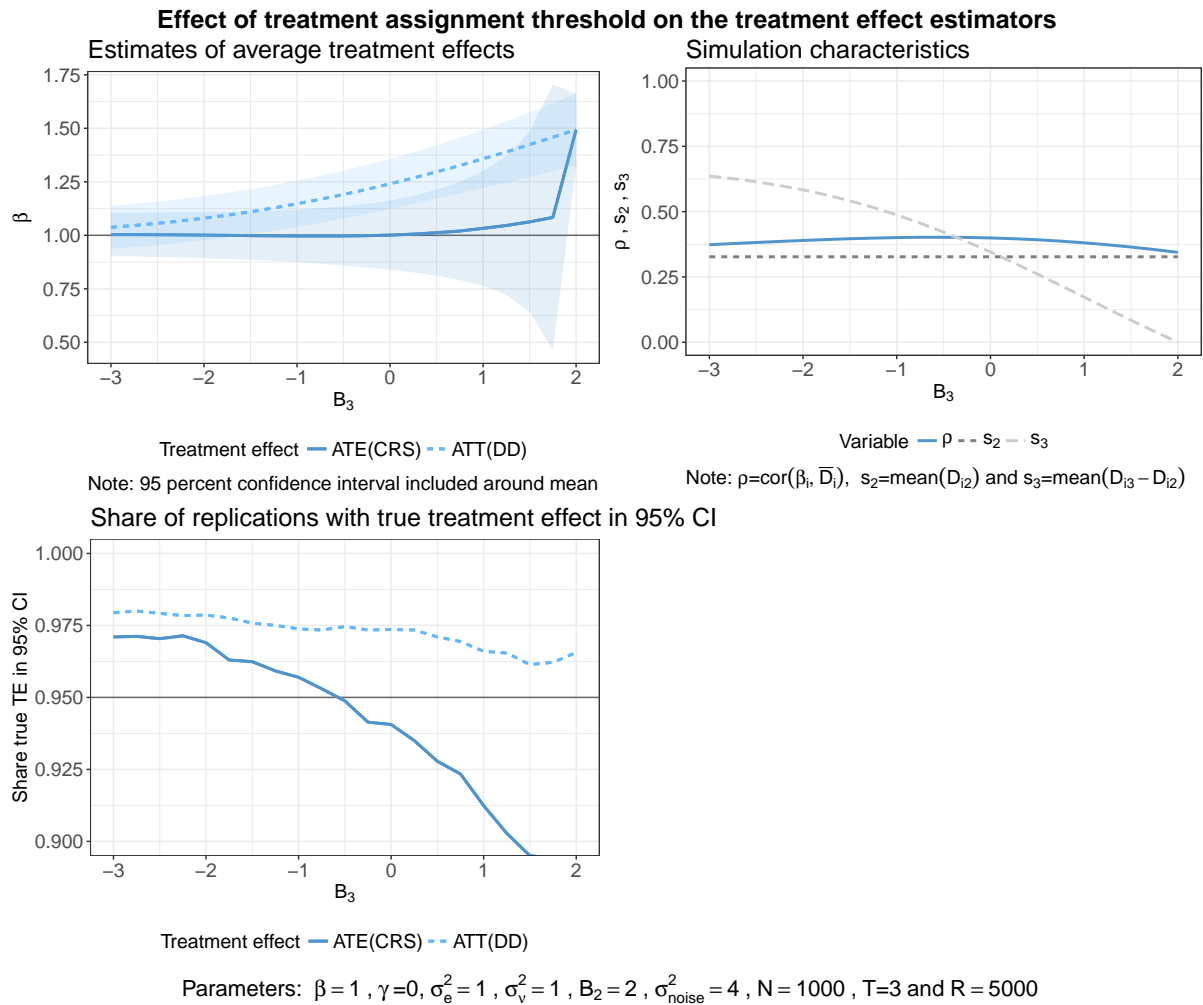 Effect of treatment assignment threshold on the treatment effect estimators
Estimates of average treatment effects
1.75
1.50
1.25
1.00
0.75
0.50
β
−3 −2 −1 0 1 2
B₃
Treatment effect ATE(CRS) ATT(DD)
Note: 95 percent confidence interval included around mean
Simulation characteristics
1.00
0.75
0.50
0.25
0.00
ρ , s₂ , s₃
−3 −2 −1 0 1 2
B₃
Variable ρ s₂ s₃
Note: ρ=cor(βᵢ, D̅ᵢ), s₂=mean(Dᵢ₂) and s₃=mean(Dᵢ₃−Dᵢ₂)
Share of replications with true treatment effect in 95% CI
1.000
0.975
0.950
0.925
0.900
Share true TE in 95% CI
−3 −2 −1 0 1 2
B₃
Treatment effect ATE(CRS) ATT(DD)
Parameters: β = 1 , γ =0, σ²ₑ = 1 , σ²ᵥ = 1 , B₂ = 2 , σ²_noise = 4 , N = 1000 , T=3 and R = 5000